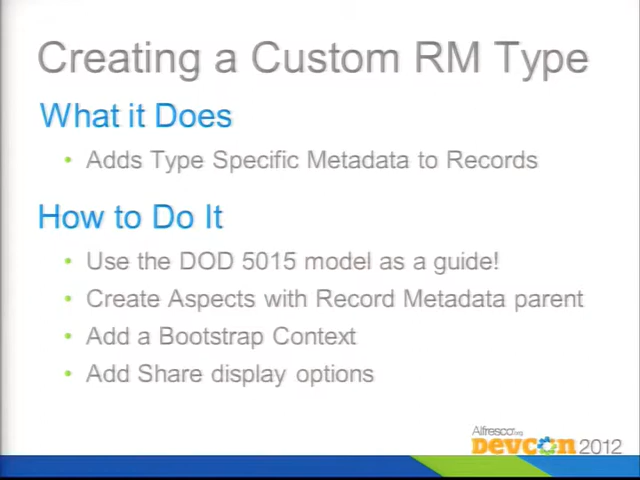 Creating a Custom RM Type
What it Does
• Adds Type Specific Metadata to Records
How to Do It
• Use the DOD 5015 model as a guide!
• Create Aspects with Record Metadata parent
• Add a Bootstrap Context
• Add Share display options
Alfresco.org
DevCon 2012